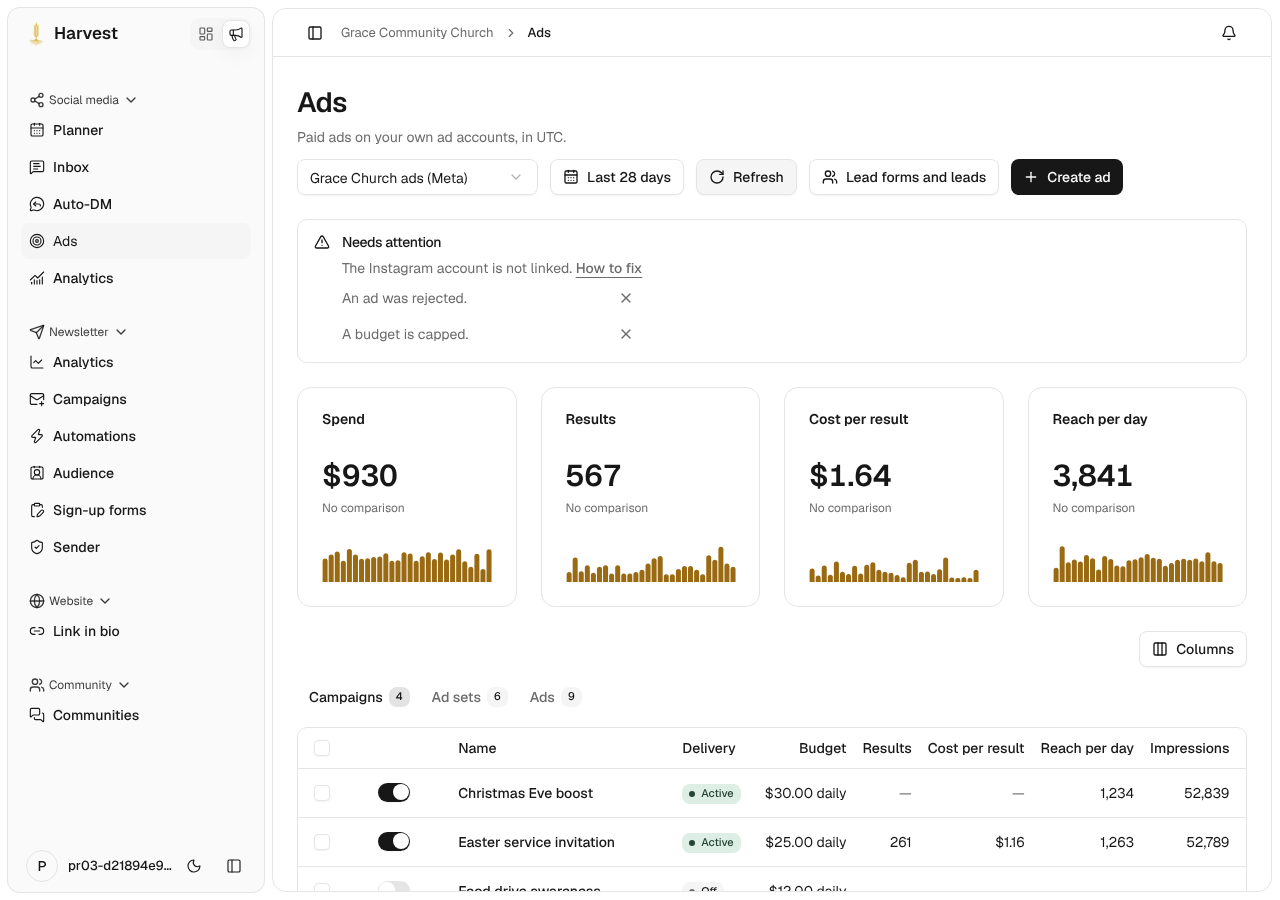 Harvest
Grace Community Church > Ads
Social media
Planner
Inbox
Auto-DM
Ads
Analytics
Newsletter
Analytics
Campaigns
Automations
Audience
Sign-up forms
Sender
Website
Link in bio
Community
Communities
P pr03-d21894e9...
Ads
Paid ads on your own ad accounts, in UTC.
Grace Church ads (Meta) Last 28 days Refresh Lead forms and leads + Create ad
Needs attention
The Instagram account is not linked. How to fix
An ad was rejected.
A budget is capped.
Spend
$930
No comparison
Results
567
No comparison
Cost per result
$1.64
No comparison
Reach per day
3,841
No comparison
Columns
Campaigns 4 Ad sets 6 Ads 9
Name Delivery Budget Results Cost per result Reach per day Impressions
Christmas Eve boost Active $30.00 daily — — 1,234 52,839
Easter service invitation Active $25.00 daily 261 $1.16 1,263 52,789
Food drive awareness Off $12.00 daily